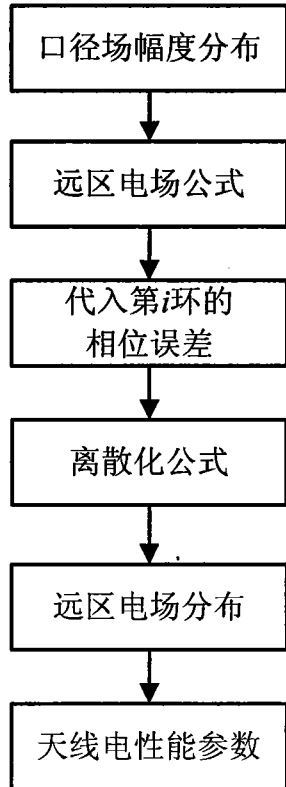 口径场幅度分布
远区电场公式
代入第i环的
相位误差
离散化公式
远区电场分布
天线电性能参数